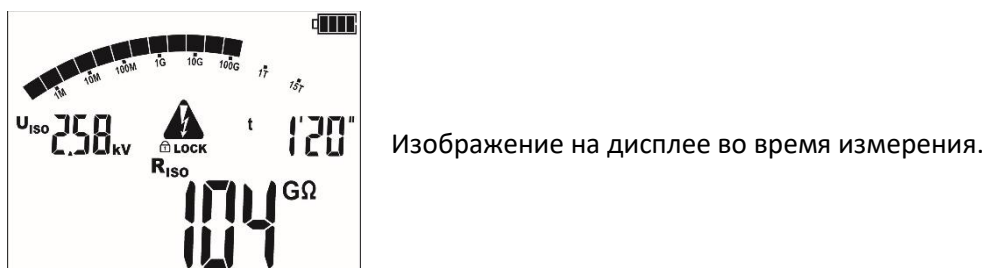 1M 10M 100M 1G 10G 100G 1T 15T
UISO 2.58 kV LOCK t 1'20"
RISO
104 GΩ
Изображение на дисплее во время измерения.